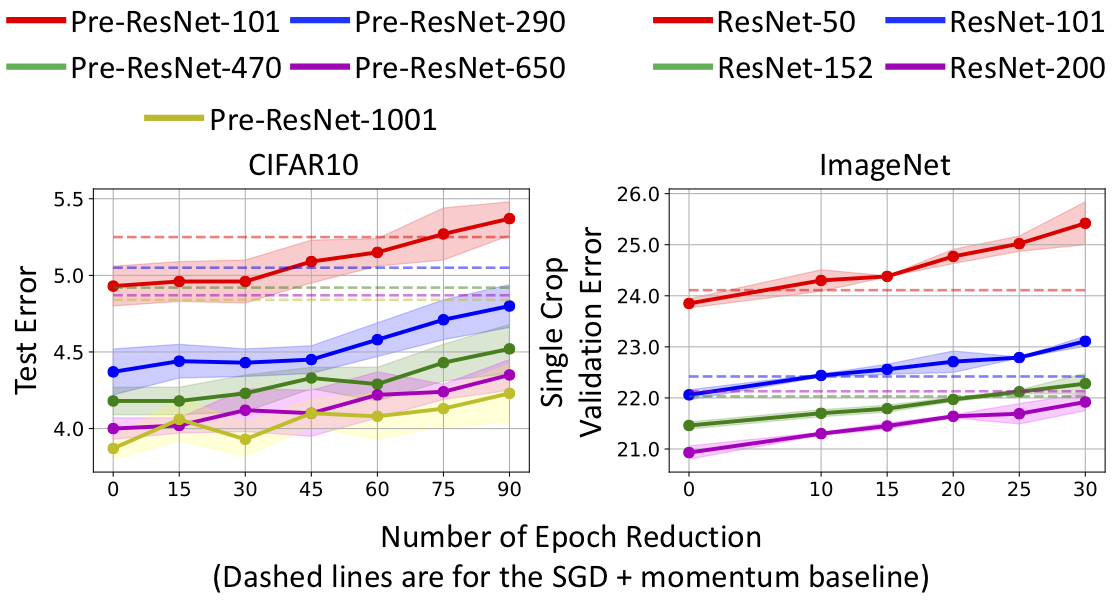 Pre-ResNet-101 Pre-ResNet-290
Pre-ResNet-470 Pre-ResNet-650
Pre-ResNet-1001
ResNet-50 ResNet-101
ResNet-152 ResNet-200
CIFAR10
Test Error
5.5
5.0
4.5
4.0
0 15 30 45 60 75 90
ImageNet
Single Crop
Validation Error
26.0
25.0
24.0
23.0
22.0
21.0
0 10 15 20 25 30
Number of Epoch Reduction
(Dashed lines are for the SGD + momentum baseline)